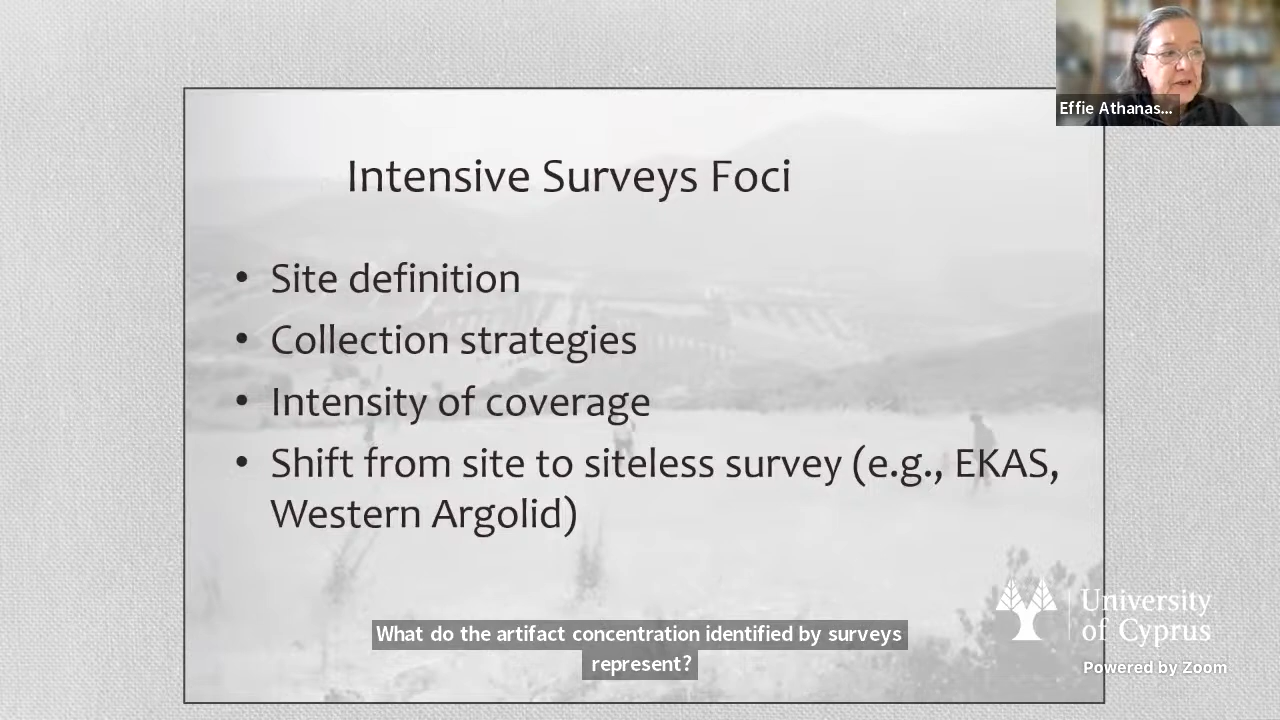 Effie Athanas...
Intensive Surveys Foci
• Site definition
• Collection strategies
• Intensity of coverage
• Shift from site to siteless survey (e.g., EKAS,
Western Argolid)
University
of Cyprus
What do the artifact concentration identified by surveys
represent?
Powered by Zoom